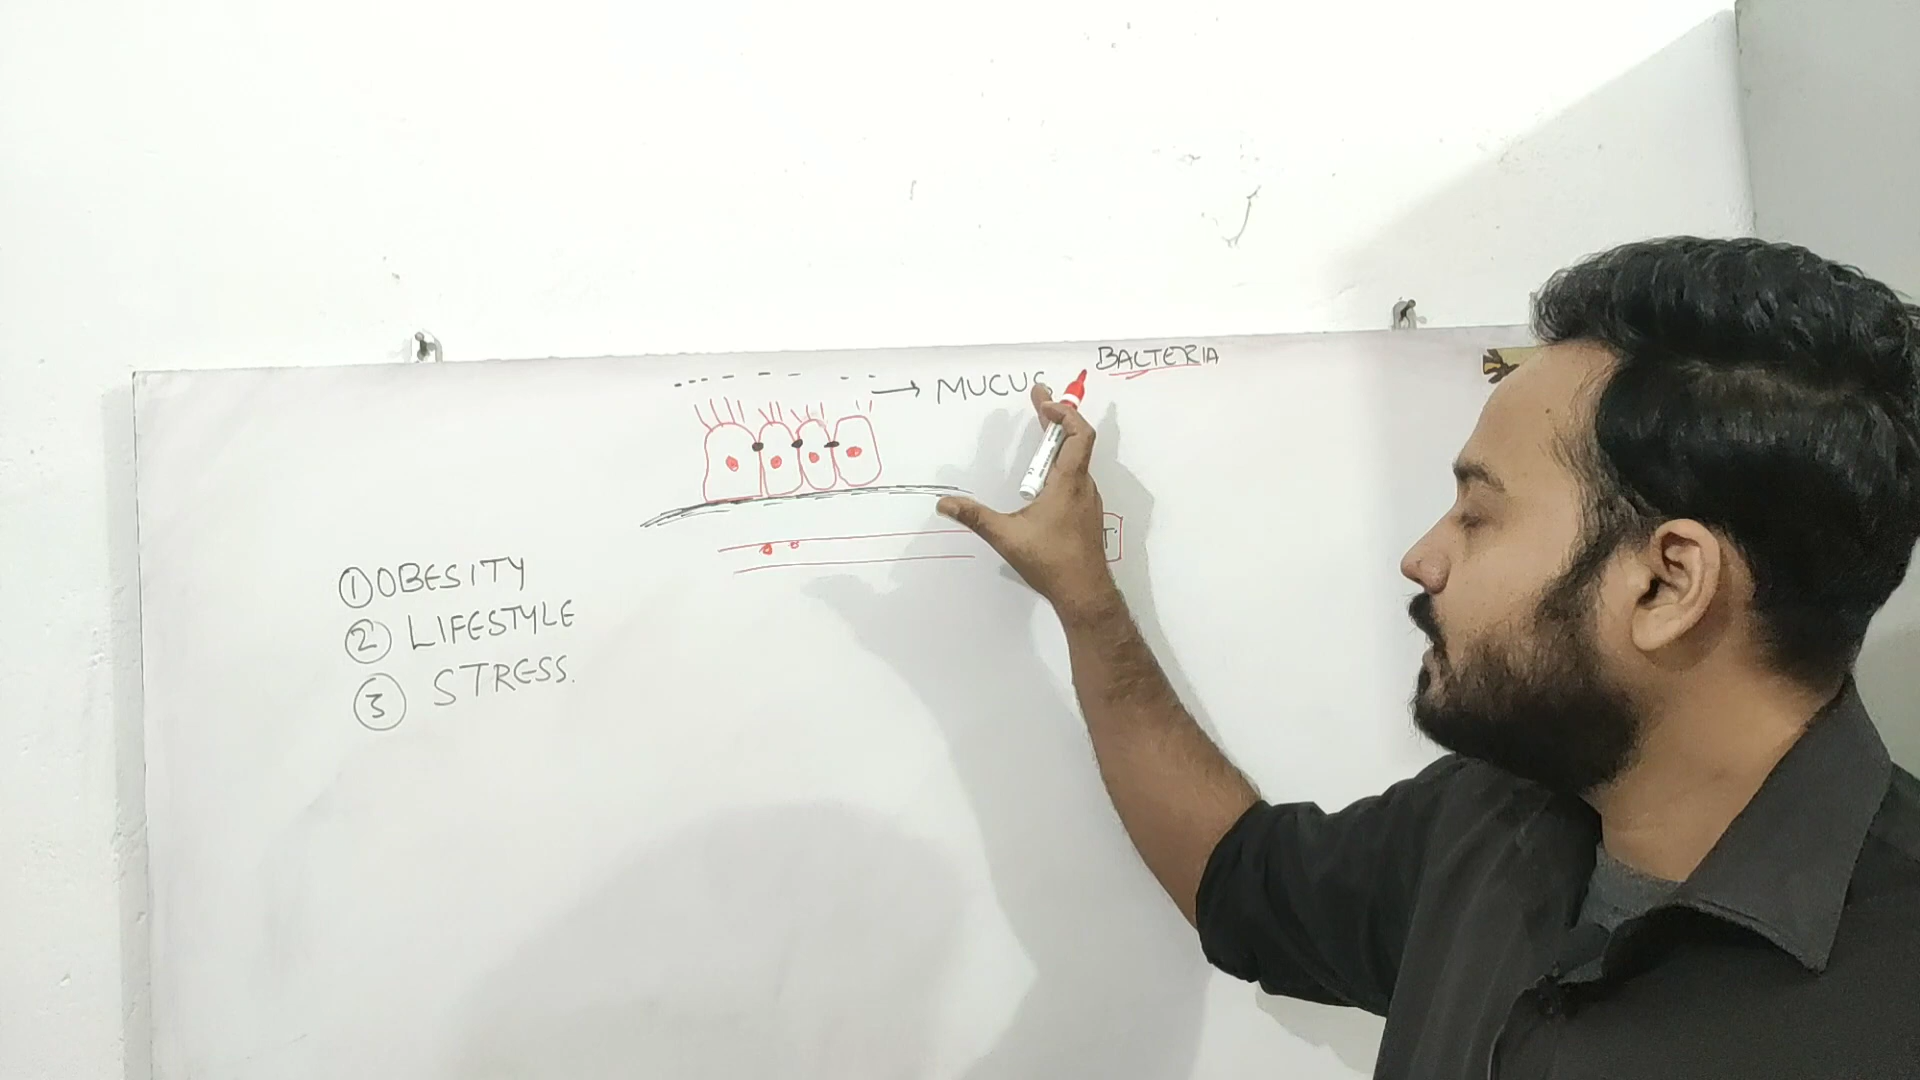 BACTERIA
→ MUCUS
① OBESITY
② LIFESTYLE
③ STRESS.